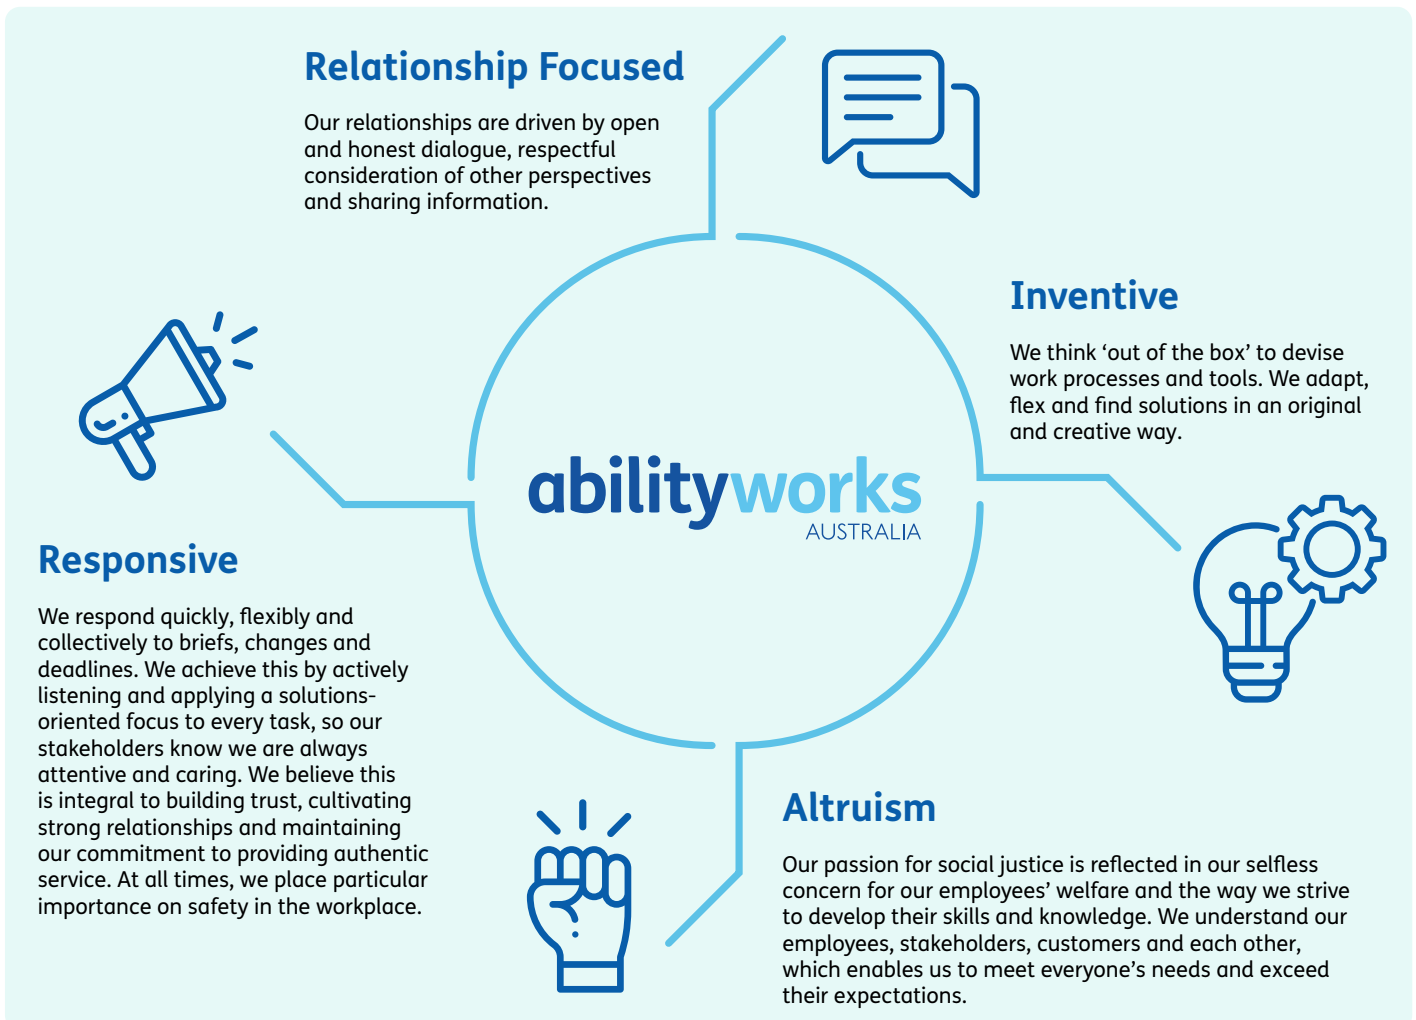 Relationship Focused
Our relationships are driven by open
and honest dialogue, respectful
consideration of other perspectives
and sharing information.
Inventive
We think ‘out of the box’ to devise
work processes and tools. We adapt,
flex and find solutions in an original
and creative way.
abilityworks
AUSTRALIA
Responsive
We respond quickly, flexibly and
collectively to briefs, changes and
deadlines. We achieve this by actively
listening and applying a solutions-
oriented focus to every task, so our
stakeholders know we are always
attentive and caring. We believe this
is integral to building trust, cultivating
strong relationships and maintaining
our commitment to providing authentic
service. At all times, we place particular
importance on safety in the workplace.
Altruism
Our passion for social justice is reflected in our selfless
concern for our employees’ welfare and the way we strive
to develop their skills and knowledge. We understand our
employees, stakeholders, customers and each other,
which enables us to meet everyone’s needs and exceed
their expectations.